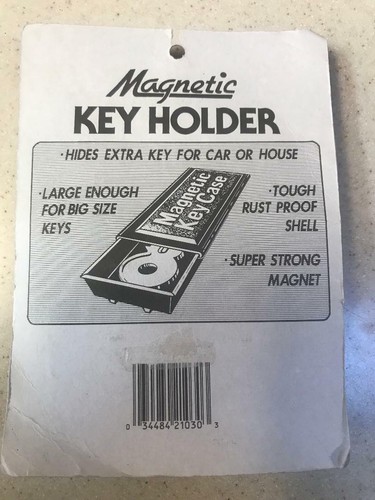 Magnetic
KEY HOLDER
·HIDES EXTRA KEY FOR CAR OR HOUSE
·LARGE ENOUGH
FOR BIG SIZE
KEYS
Magnetic
Key Case
·TOUGH
RUST PROOF
SHELL
·SUPER STRONG
MAGNET
0 34484 21030 3